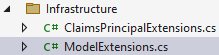 Infrastructure
C# ClaimsPrincipalExtensions.cs
C# ModelExtensions.cs